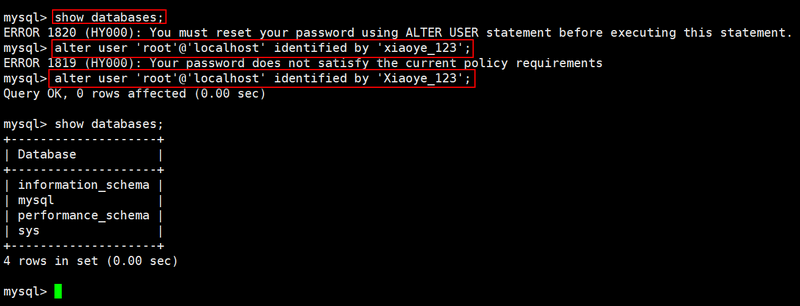 mysql> show databases;
ERROR 1820 (HY000): You must reset your password using ALTER USER statement before executing this statement.
mysql> alter user 'root'@'localhost' identified by 'xiaoye_123';
ERROR 1819 (HY000): Your password does not satisfy the current policy requirements
mysql> alter user 'root'@'localhost' identified by 'Xiaoye_123';
Query OK, 0 rows affected (0.00 sec)
mysql> show databases;
+--------------------+
| Database           |
+--------------------+
| information_schema |
| mysql              |
| performance_schema |
| sys                |
+--------------------+
4 rows in set (0.00 sec)
mysql>